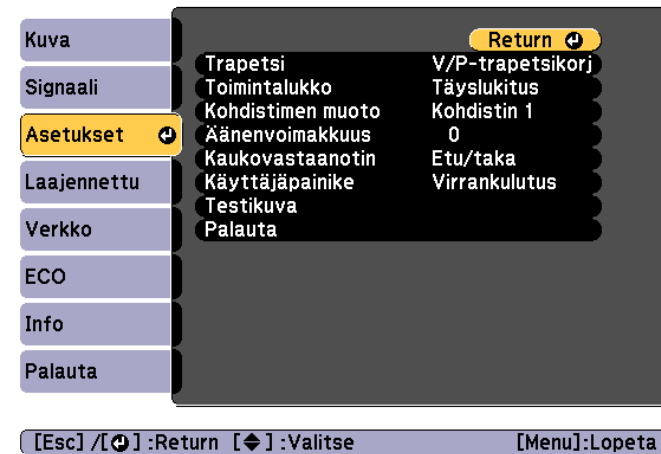 Kuva
Signaali
Asetukset
Laajennettu
Verkko
ECO
Info
Palauta
Return
Trapetsi V/P-trapetsikorj
Toimintalukko Täyslukitus
Kohdistimen muoto Kohdistin 1
Äänenvoimakkuus 0
Kaukovastaanotin Etu/taka
Käyttäjäpainike Virrankulutus
Testikuva
Palauta
[Esc] /[⏎] :Return [◆] :Valitse [Menu]:Lopeta